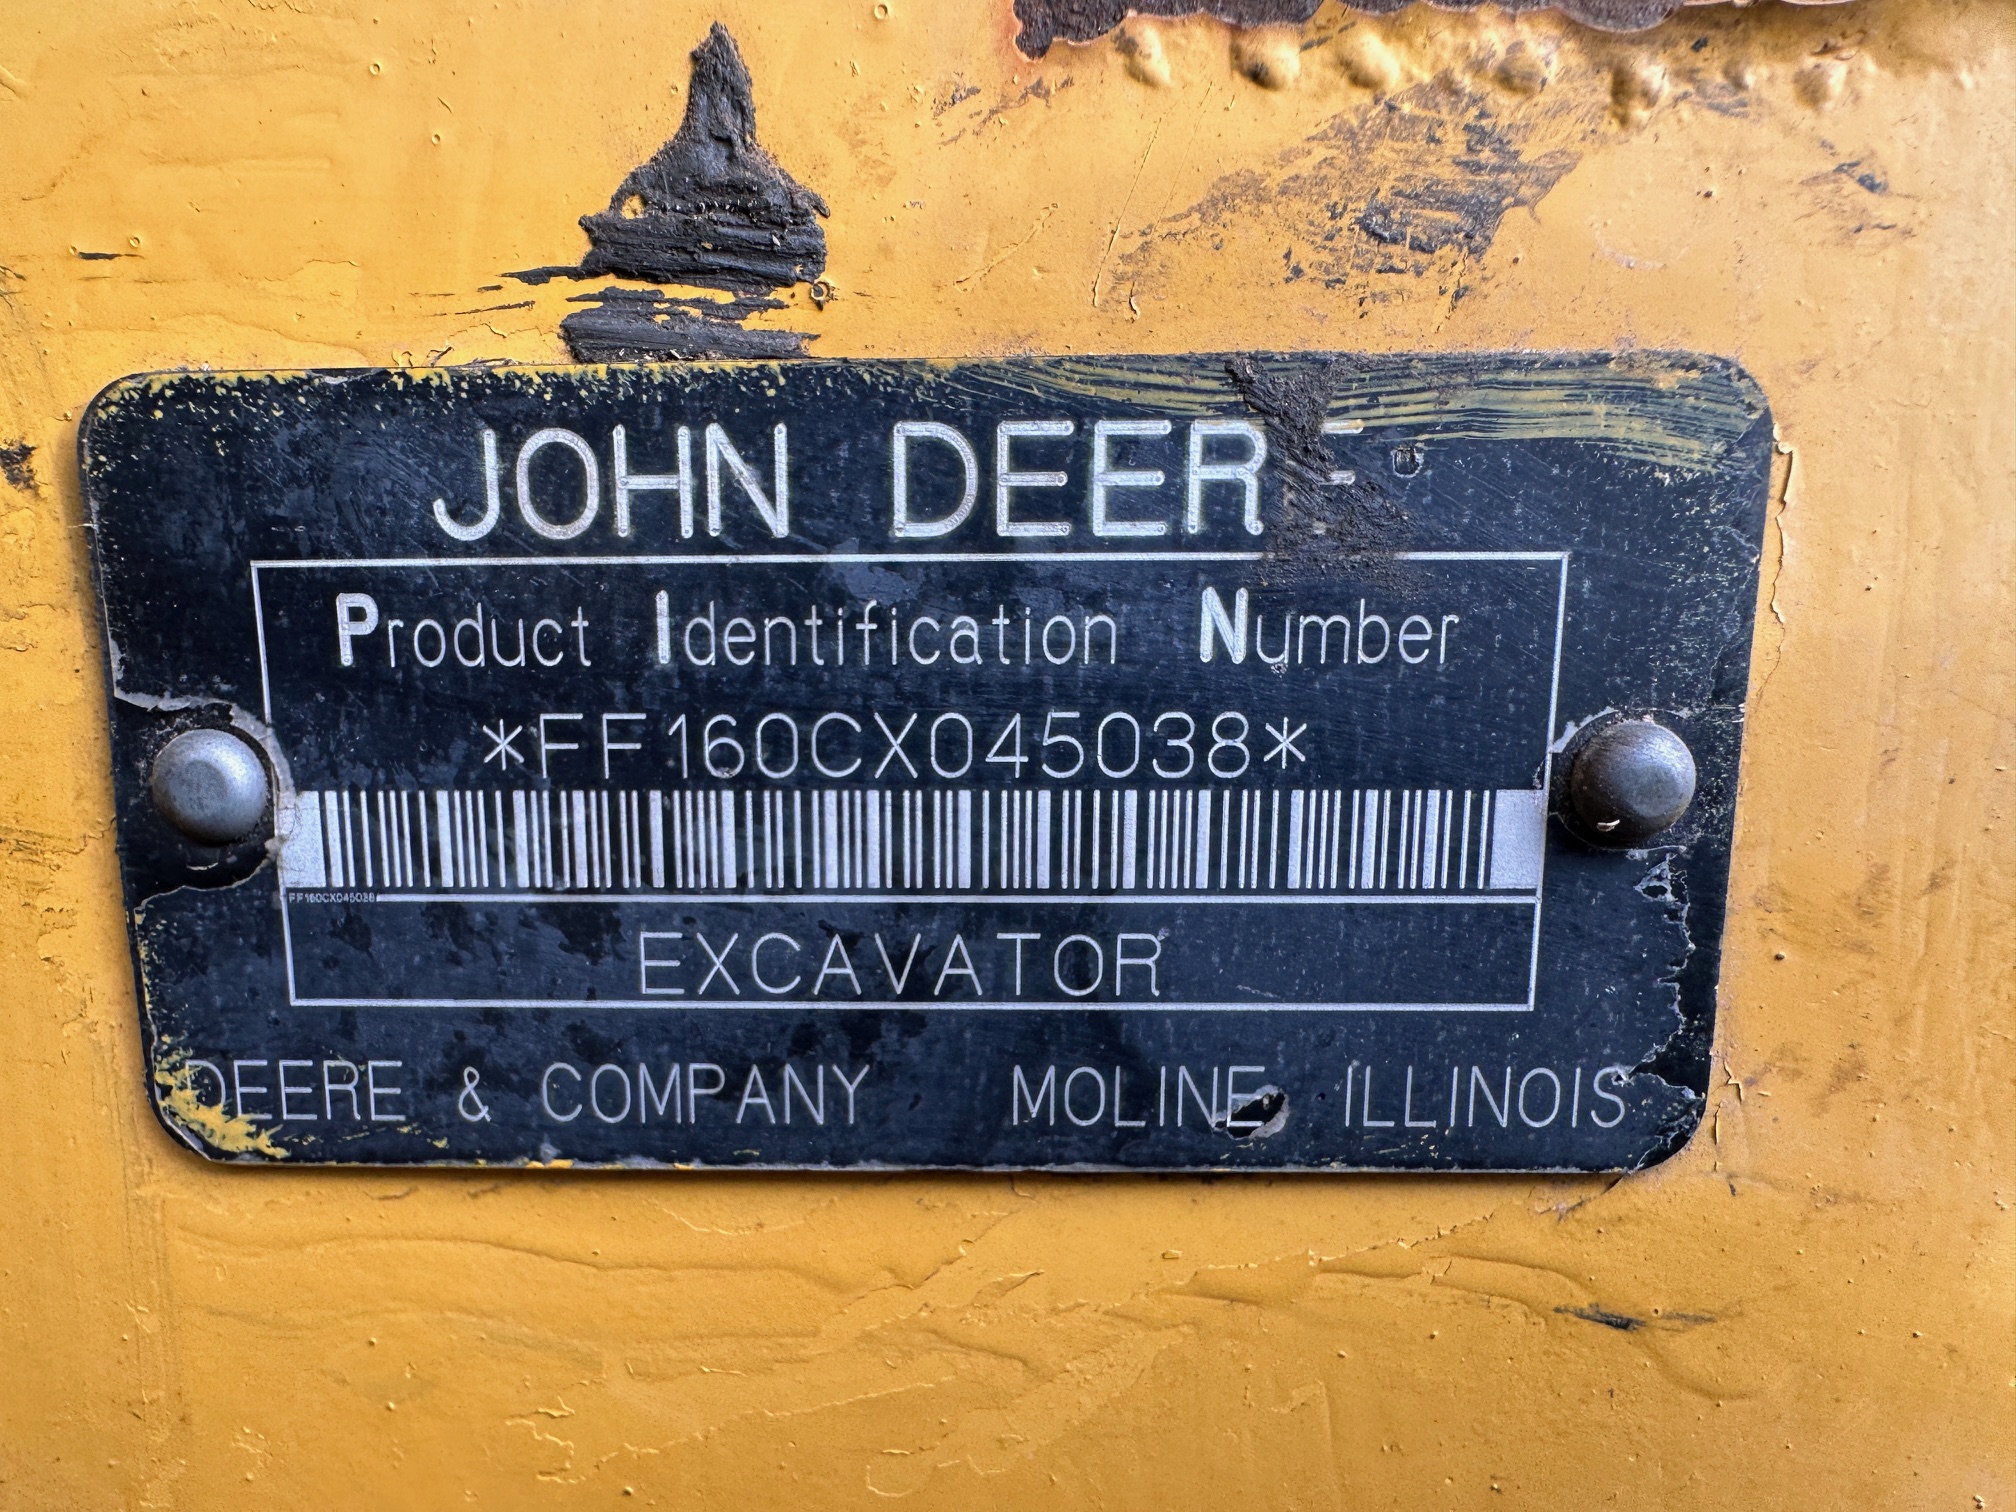 JOHN DEERE
Product Identification Number
*FF160CX045038*
FF160CX045038
EXCAVATOR
DEERE & COMPANY MOLINE ILLINOIS